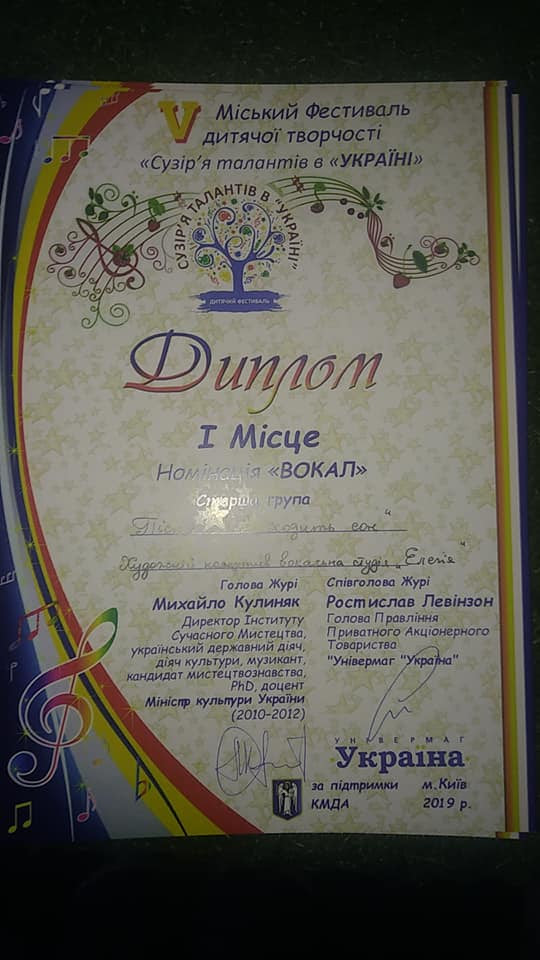 V Міський Фестиваль
дитячої творчості
«Сузір'я талантів в «УКРАЇНІ»
СУЗІР'Я ТАЛАНТІВ В "УКРАЇНІ"
ДИТЯЧИЙ ФЕСТИВАЛЬ
Диплом
I Місце
Номінація «ВОКАЛ»
Старша група
ходить сон"
вокальна студія „Елегія"
Голова Журі
Михайло Кулиняк
Директор Інституту
Сучасного Мистецтва,
український державний діяч,
діяч культури, музикант,
кандидат мистецтвознавства,
PhD, доцент
Міністр культури України
(2010-2012)
Співголова Журі
Ростислав Левінзон
Голова Правління
Приватного Акціонерного
Товариства
"Універмаг "Україна"
УНІВЕРМАГ
Україна
за підтримки
КМДА
м.Київ
2019 р.